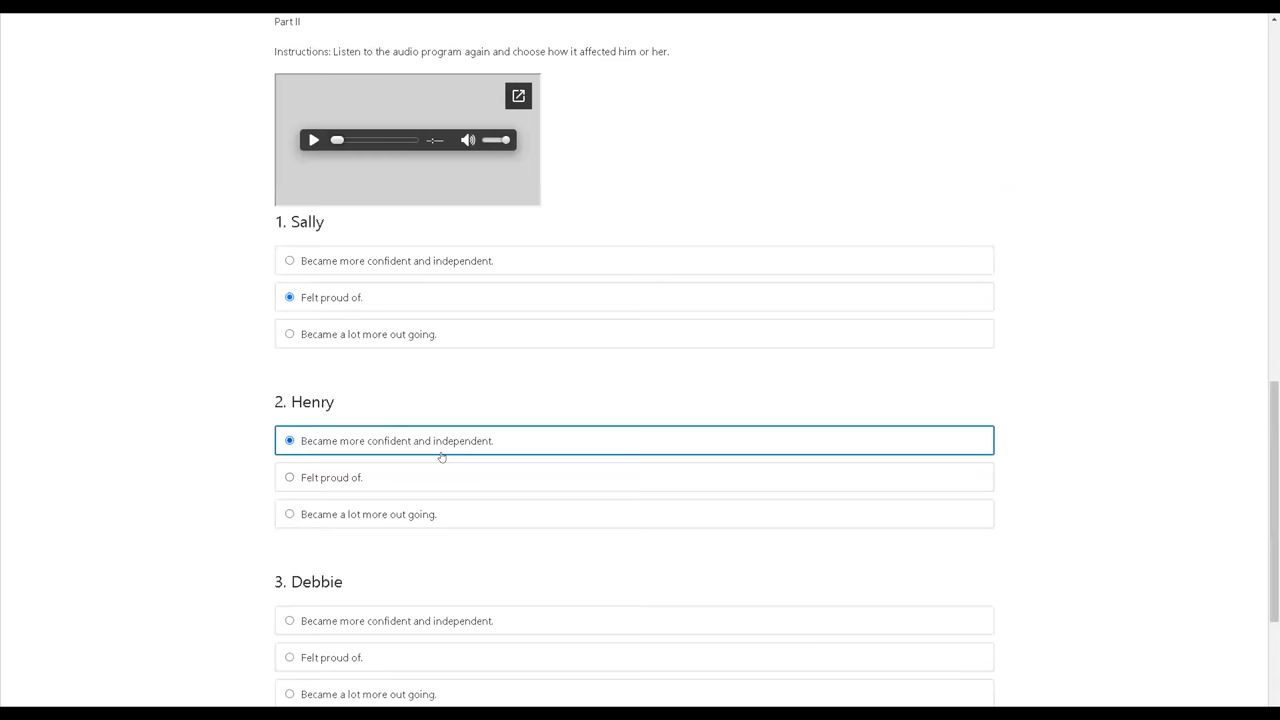 Part II
Instructions: Listen to the audio program again and choose how it affected him or her.
1. Sally
Became more confident and independent.
Felt proud of.
Became a lot more out going.
2. Henry
Became more confident and independent.
Felt proud of.
Became a lot more out going.
3. Debbie
Became more confident and independent.
Felt proud of.
Became a lot more out going.